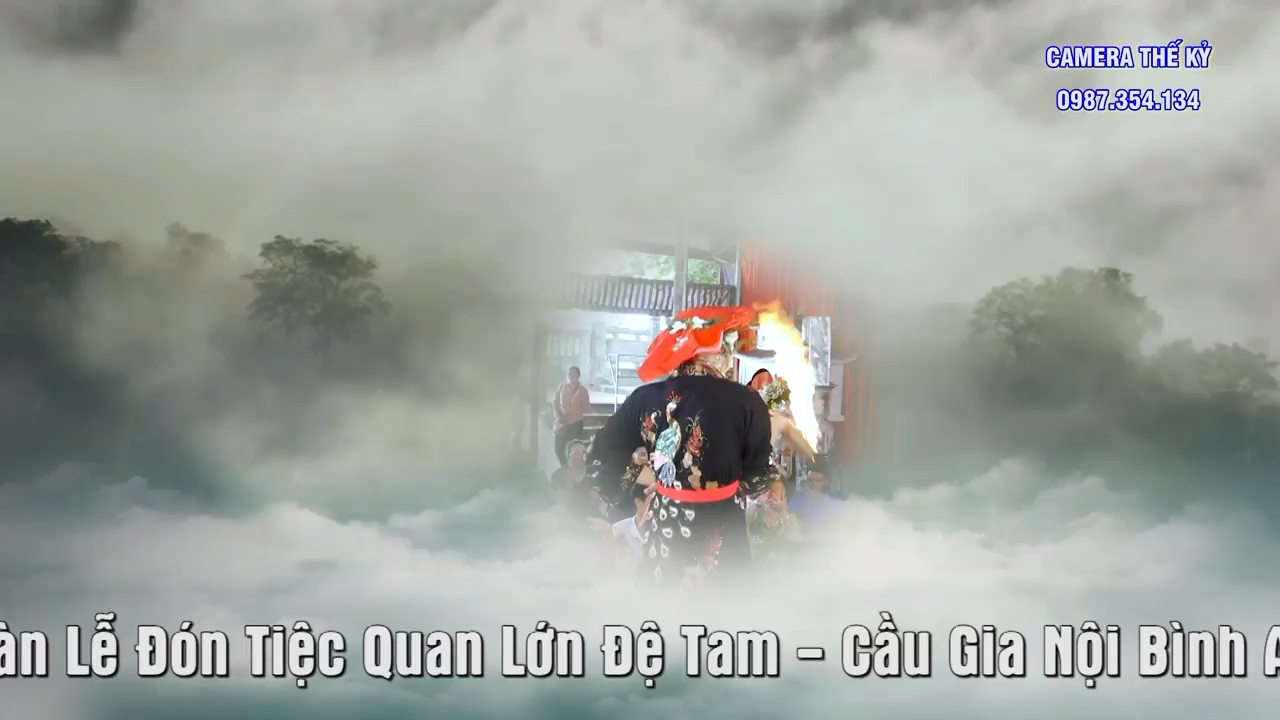 CAMERA THẾ KỶ
0987.354.134
Lễ Đón Tiệc Quan Lớn Đệ Tam - Cầu Gia Nội Bình